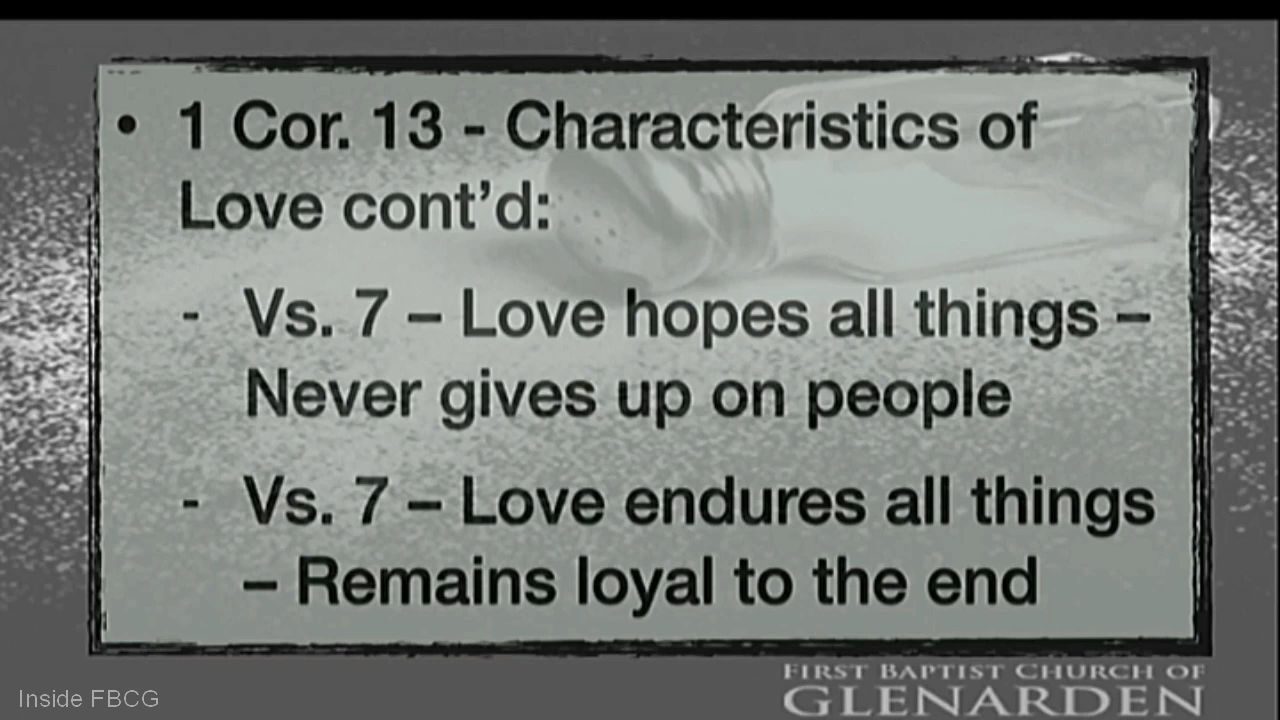 • 1 Cor. 13 - Characteristics of
Love cont’d:
- Vs. 7 – Love hopes all things –
Never gives up on people
- Vs. 7 – Love endures all things
– Remains loyal to the end
FIRST BAPTIST CHURCH OF
GLENARDEN
Inside FBCG